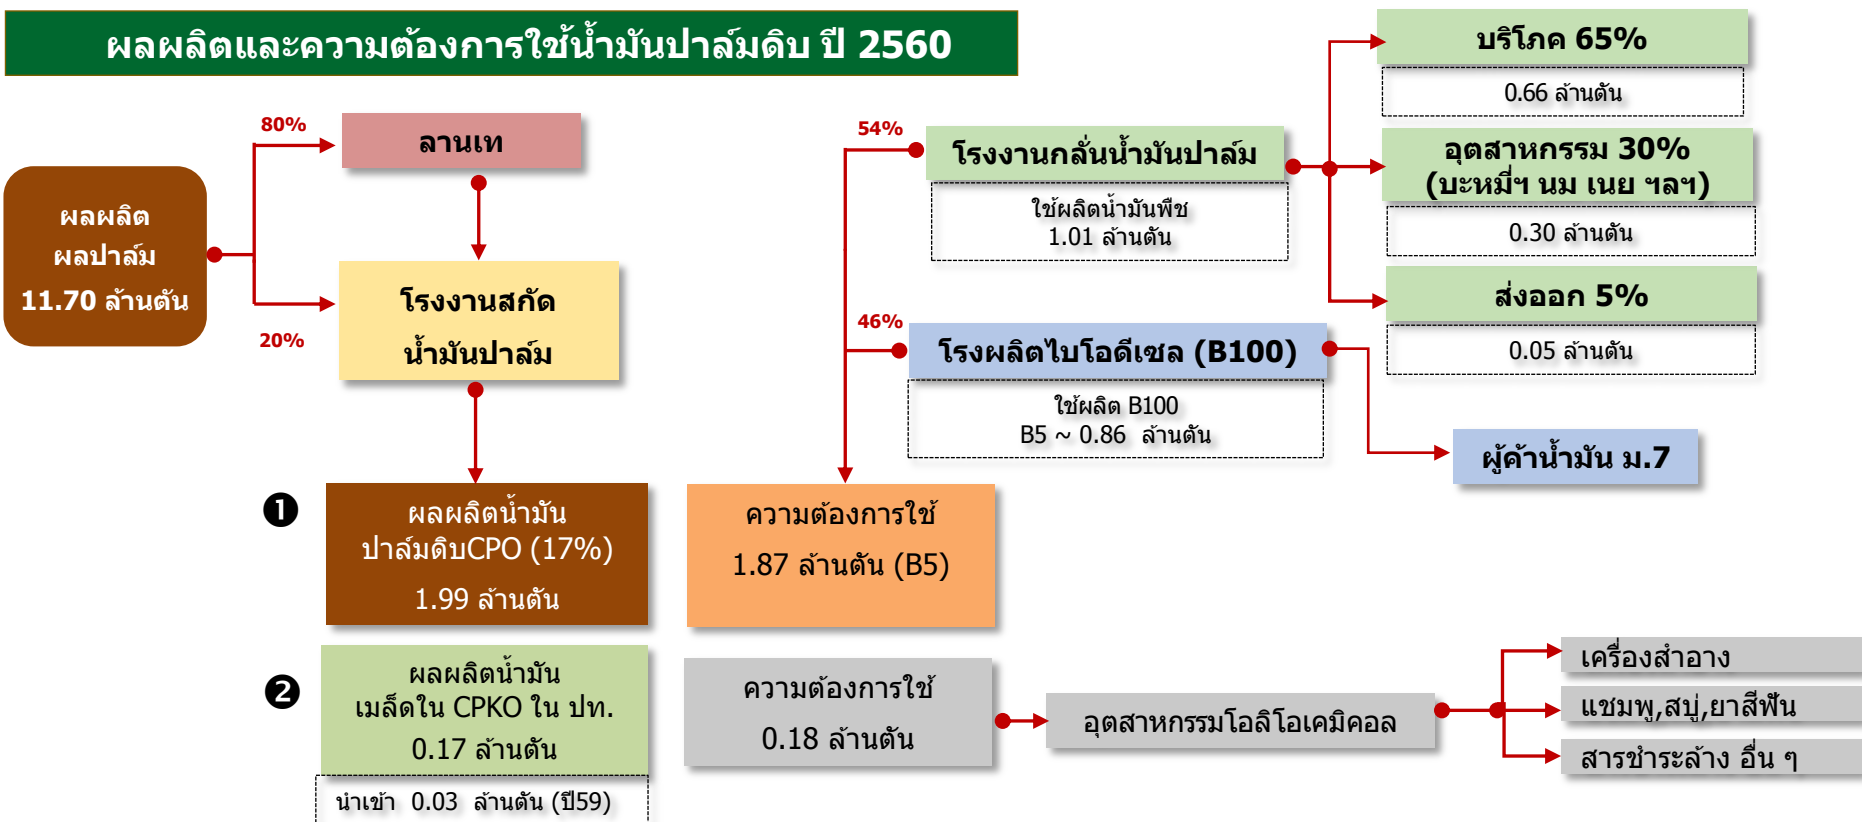 ผลผลิตและความต้องการใช้น้ำมันปาล์มดิบ ปี 2560
ผลผลิต
ผลปาล์ม
11.70 ล้านตัน
80%
20%
ลานเท
โรงงานสกัด
น้ำมันปาล์ม
❶
ผลผลิตน้ำมัน
ปาล์มดิบCPO (17%)
1.99 ล้านตัน
❷
ผลผลิตน้ำมัน
เมล็ดใน CPKO ใน ปท.
0.17 ล้านตัน
นำเข้า 0.03 ล้านตัน (ปี59)
54%
โรงงานกลั่นน้ำมันปาล์ม
ใช้ผลิตน้ำมันพืช
1.01 ล้านตัน
46%
โรงผลิตไบโอดีเซล (B100)
ใช้ผลิต B100
B5 ~ 0.86 ล้านตัน
ความต้องการใช้
1.87 ล้านตัน (B5)
ความต้องการใช้
0.18 ล้านตัน
บริโภค 65%
0.66 ล้านตัน
อุตสาหกรรม 30%
(บะหมี่ฯ นม เนย ฯลฯ)
0.30 ล้านตัน
ส่งออก 5%
0.05 ล้านตัน
ผู้ค้าน้ำมัน ม.7
อุตสาหกรรมโอลิโอเคมิคอล
เครื่องสำอาง
แชมพู,สบู่,ยาสีฟัน
สารชำระล้าง อื่น ๆ